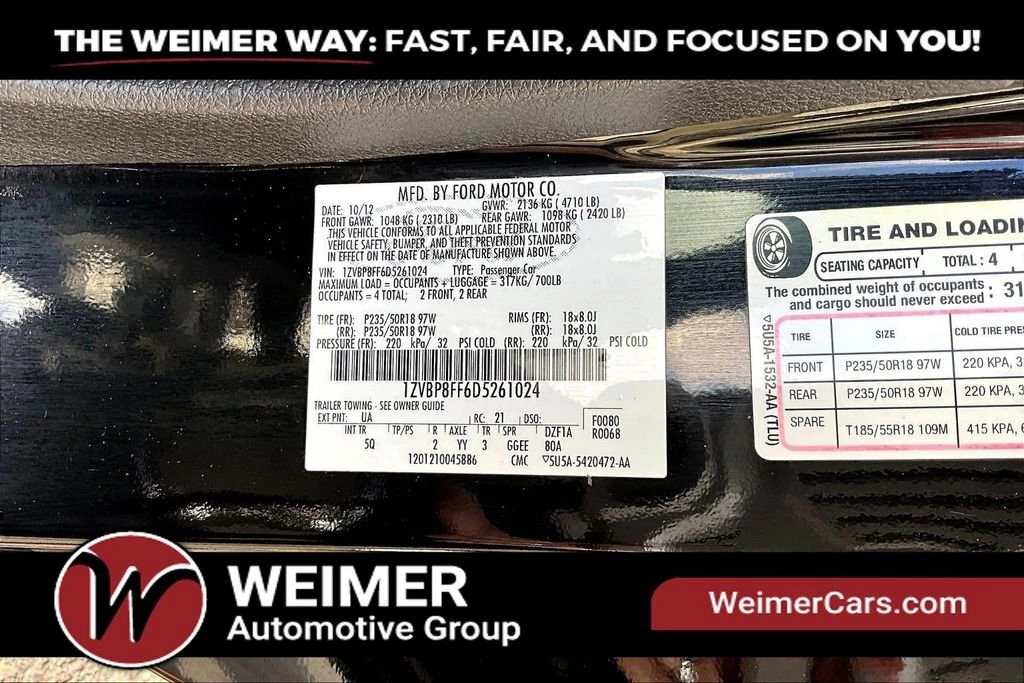 THE WEIMER WAY: FAST, FAIR, AND FOCUSED ON YOU!
MFD. BY FORD MOTOR CO.
DATE: 10/12 GVWR: 2136 KG ( 4710 LB)
FRONT GAWR: 1048 KG ( 2310 LB) REAR GAWR: 1098 KG ( 2420 LB)
THIS VEHICLE CONFORMS TO ALL APPLICABLE FEDERAL MOTOR
VEHICLE SAFETY, BUMPER, AND THEFT PREVENTION STANDARDS
IN EFFECT ON THE DATE OF MANUFACTURE SHOWN ABOVE.
VIN: 1ZVBP8FF6D5261024 TYPE: Passenger Car
MAXIMUM LOAD = OCCUPANTS + LUGGAGE = 317KG/700LB
OCCUPANTS = 4 TOTAL; 2 FRONT, 2 REAR
TIRE (FR): P235/50R18 97W RIMS (FR): 18x8.0J
(RR): P235/50R18 97W (RR): 18x8.0J
PRESSURE (FR): 220 kPa/ 32 PSI COLD (RR): 220 kPa/ 32 PSI COLD
1ZVBP8FF6D5261024
TRAILER TOWING - SEE OWNER GUIDE
EXT PNT: UA RC: 21 DSO: F0080
R0068
INT TR TP/PS R AXLE TR SPR DZF1A
5Q 2 YY 3 GGEE 80A
1201210045886 CMC ▽5U5A-5420472-AA
TIRE AND LOADIN
SEATING CAPACITY TOTAL : 4
The combined weight of occupants
and cargo should never exceed : 31
TIRE SIZE COLD TIRE PRES
FRONT P235/50R18 97W 220 KPA, 3
REAR P235/50R18 97W 220 KPA, 3
SPARE T185/55R18 109M 415 KPA, 6
▽5U5A-1532-AA (TLU)
W
WEIMER
Automotive Group
WeimerCars.com